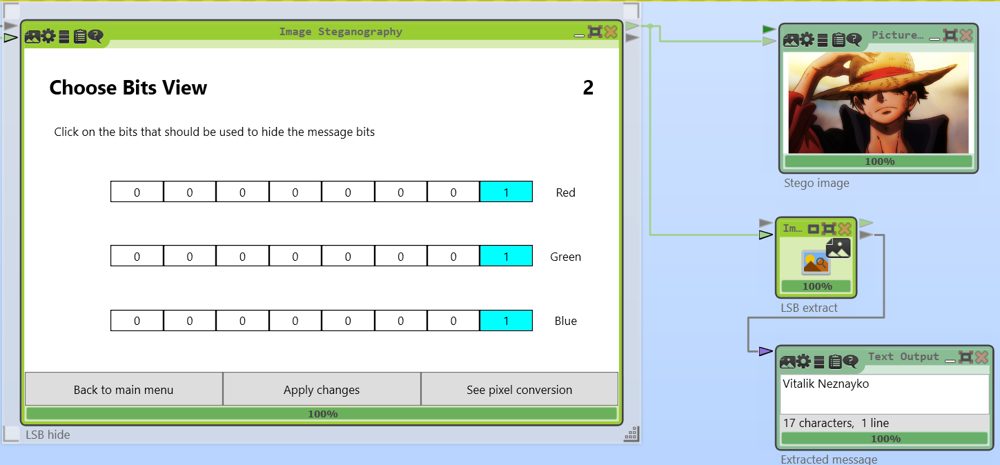 Image Steganography
Choose Bits View 2
Click on the bits that should be used to hide the message bits
0 0 0 0 0 0 0 1 Red
0 0 0 0 0 0 0 1 Green
0 0 0 0 0 0 0 1 Blue
Back to main menu See pixel conversion Apply changes
100%
LSB hide
Picture...
100%
Stego image
Im...
100%
LSB extract
Text Output
Vitalik Neznayko
17 characters, 1 line
100%
Extracted message